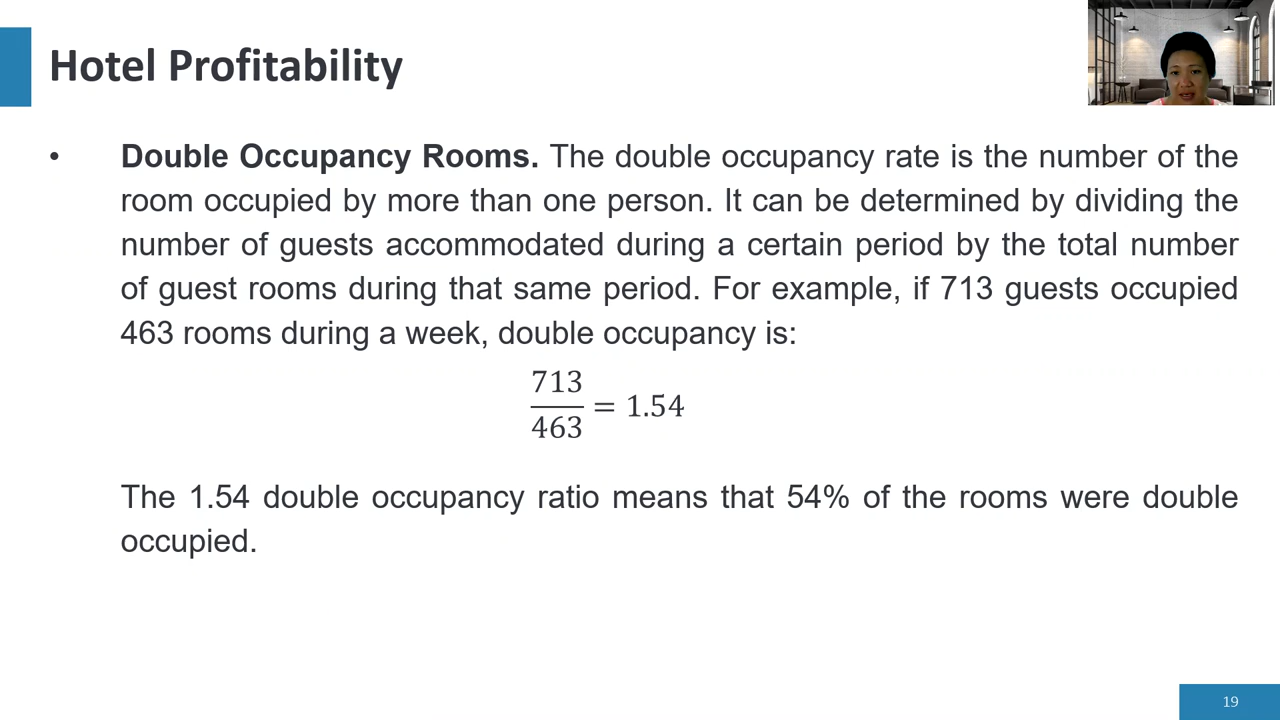 Hotel Profitability
• Double Occupancy Rooms. The double occupancy rate is the number of the
room occupied by more than one person. It can be determined by dividing the
number of guests accommodated during a certain period by the total number
of guest rooms during that same period. For example, if 713 guests occupied
463 rooms during a week, double occupancy is:
713
463
= 1.54
The 1.54 double occupancy ratio means that 54% of the rooms were double
occupied.
19